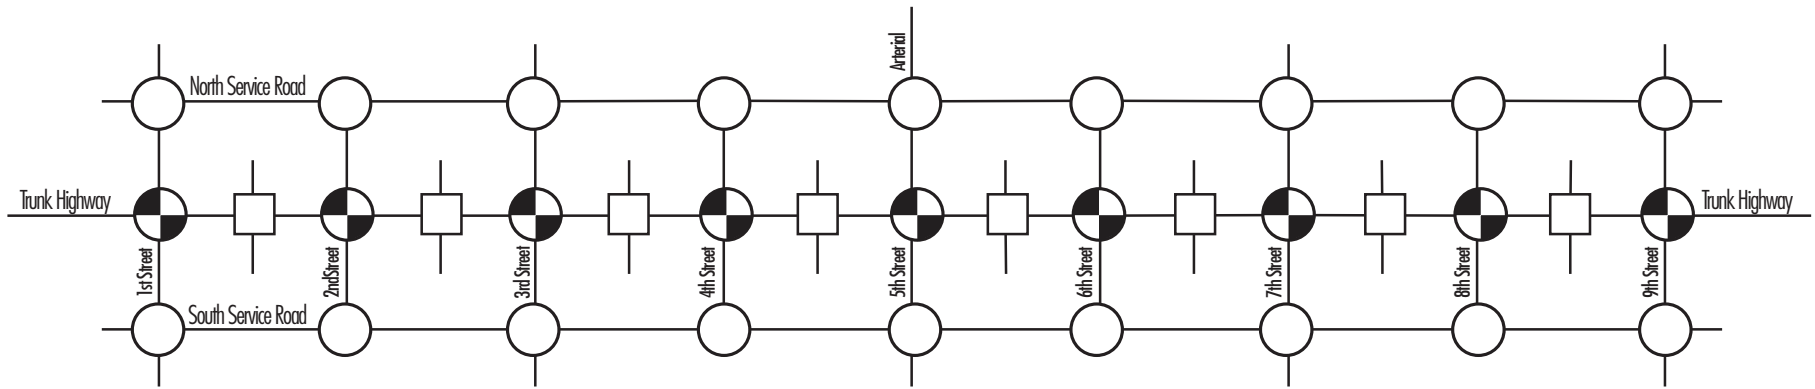 Arterial
North Service Road
Trunk Highway
Trunk Highway
1st Street
2ndStreet
3rd Street
4th Street
5th Street
6th Street
7th Street
8th Street
9th Street
South Service Road